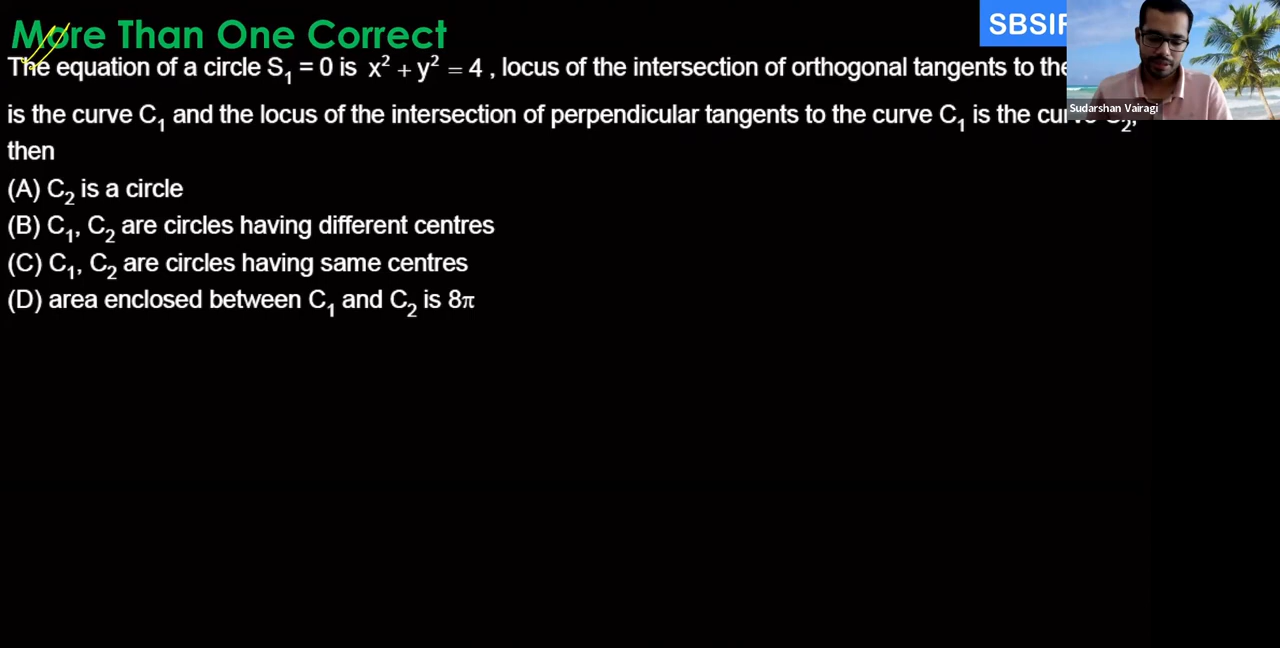 More Than One Correct
SBSIF
The equation of a circle S₁ = 0 is x² + y² = 4 , locus of the intersection of orthogonal tangents to the
Sudarshan Vairagi
is the curve C₁ and the locus of the intersection of perpendicular tangents to the curve C₁ is the curve C₂,
then
(A) C₂ is a circle
(B) C₁, C₂ are circles having different centres
(C) C₁, C₂ are circles having same centres
(D) area enclosed between C₁ and C₂ is 8π